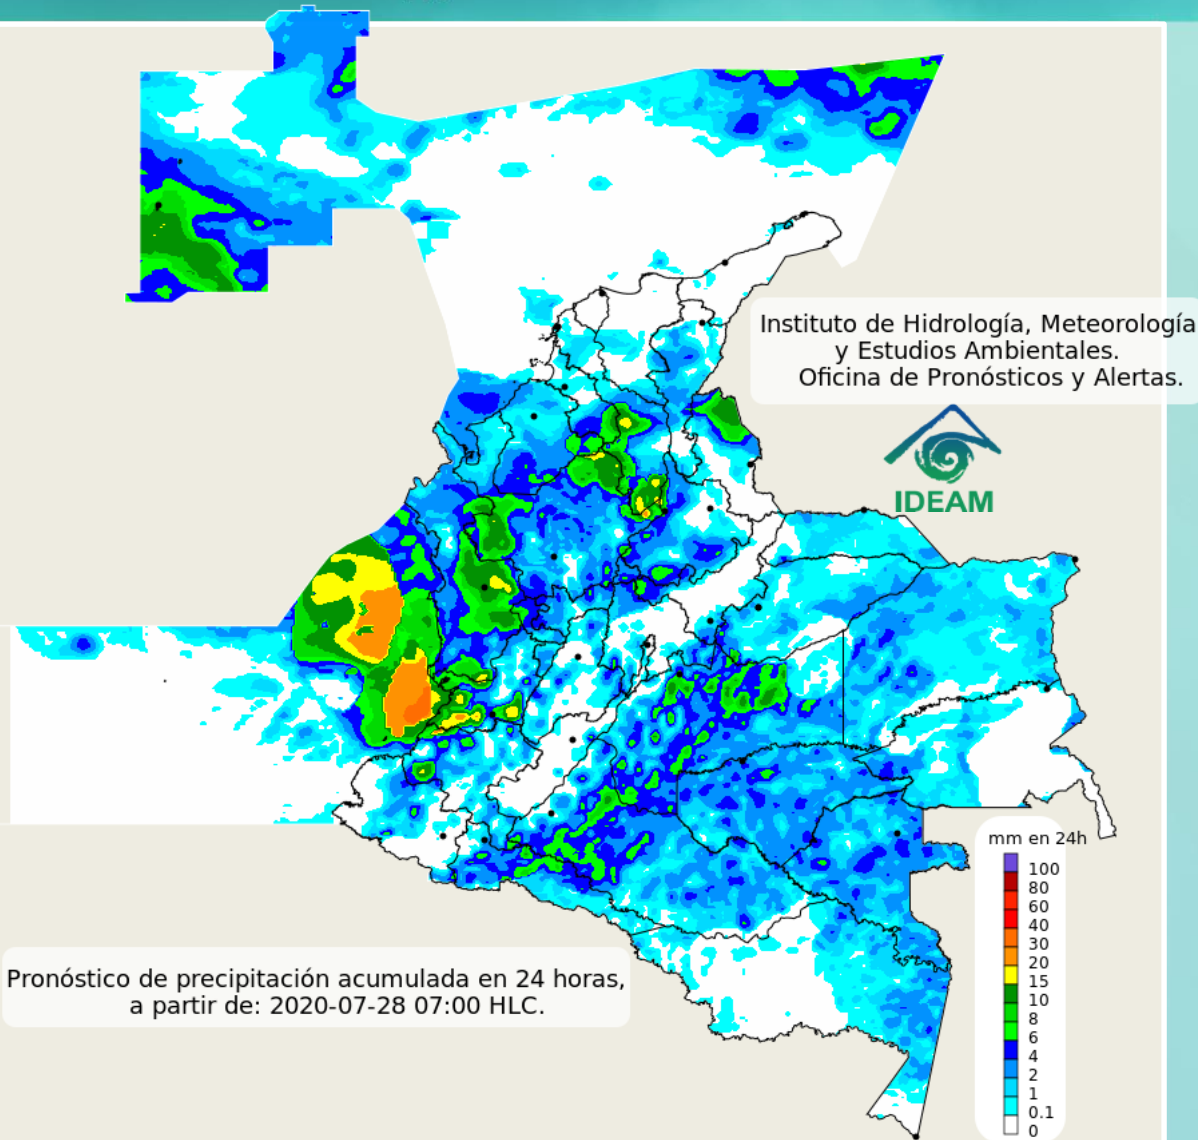 Instituto de Hidrología, Meteorología
y Estudios Ambientales.
Oficina de Pronósticos y Alertas.
IDEAM
mm en 24h
100
80
60
40
30
20
15
10
8
6
4
2
1
0.1
0
Pronóstico de precipitación acumulada en 24 horas,
a partir de: 2020-07-28 07:00 HLC.